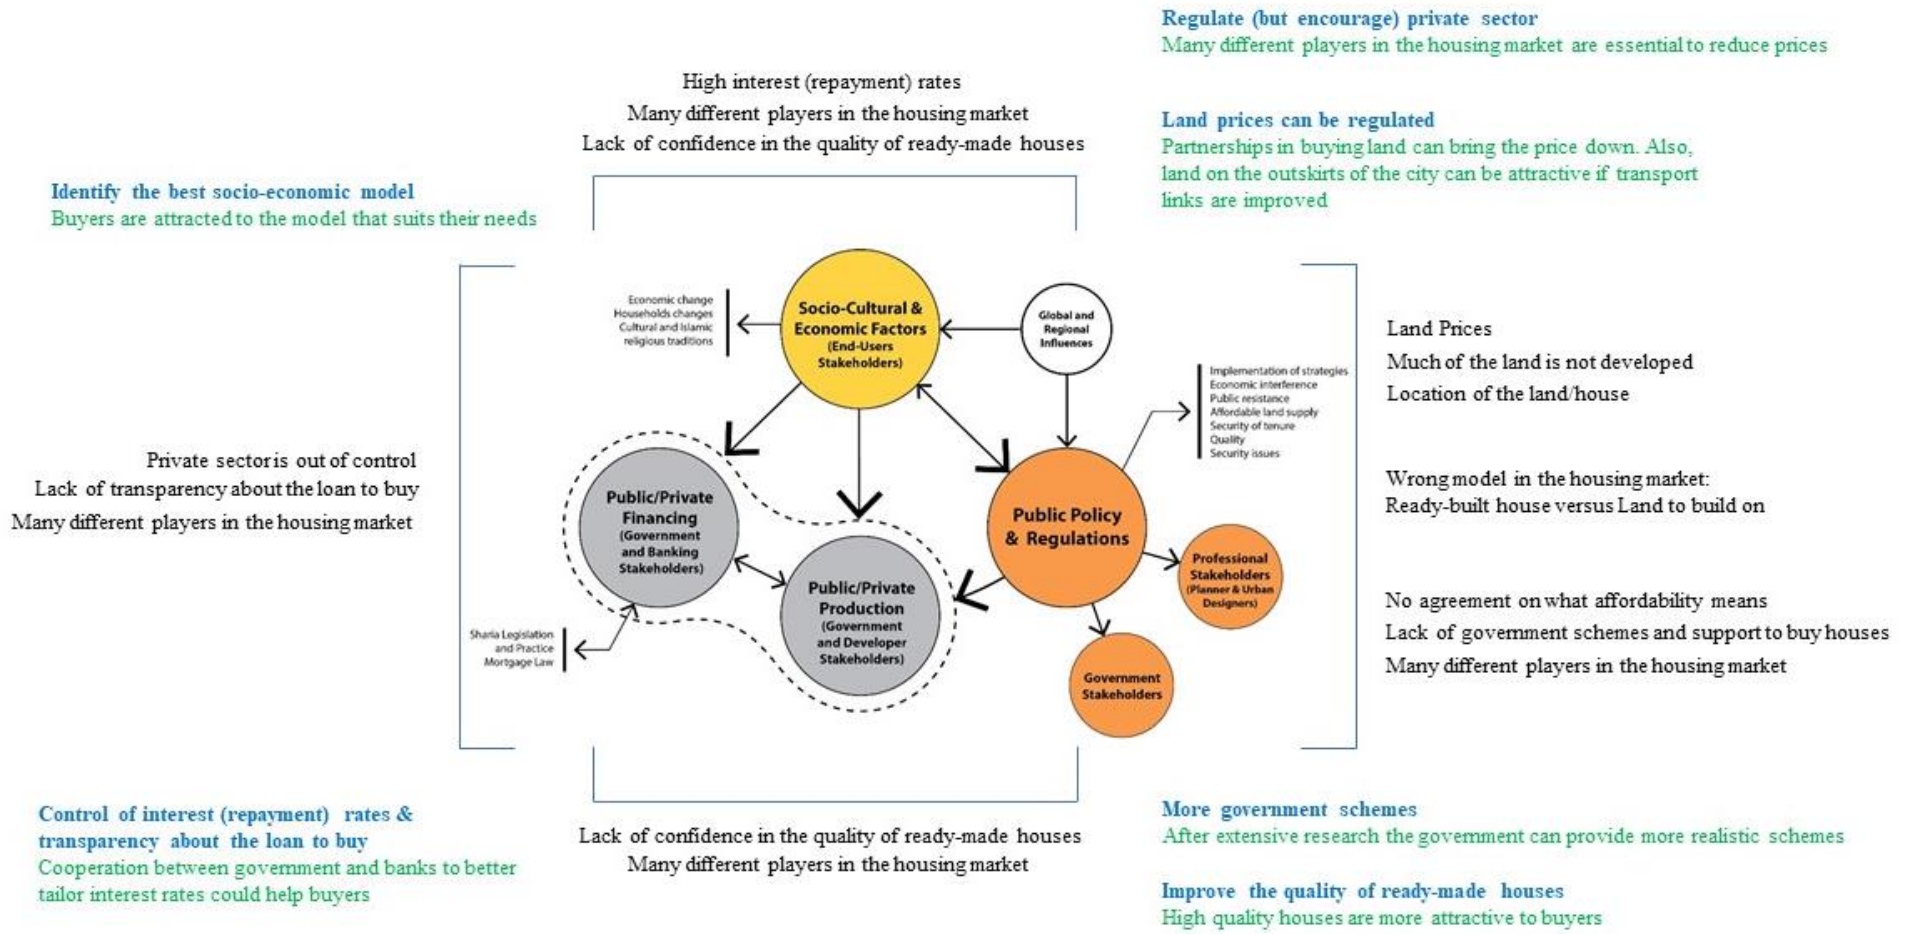 Regulate (but encourage) private sector
Many different players in the housing market are essential to reduce prices
High interest (repayment) rates
Many different players in the housing market
Lack of confidence in the quality of ready-made houses
Land prices can be regulated
Partnerships in buying land can bring the price down. Also,
land on the outskirts of the city can be attractive if transport
links are improved
Identify the best socio-economic model
Buyers are attracted to the model that suits their needs
Economic change
Households changes
Cultural and Islamic
religious traditions
Socio-Cultural &
Economic Factors
(End-Users
Stakeholders)
Global and
Regional
Influences
Implementation of strategies
Economic interference
Public resistance
Affordable land supply
Security of tenure
Quality
Security issues
Land Prices
Much of the land is not developed
Location of the land/house
Private sector is out of control
Lack of transparency about the loan to buy
Many different players in the housing market
Public/Private
Financing
(Government
and Banking
Stakeholders)
Public/Private
Production
(Government
and Developer
Stakeholders)
Public Policy
& Regulations
Professional
Stakeholders
(Planner & Urban
Designers)
Government
Stakeholders
Sharia Legislation
and Practice
Mortgage Law
Wrong model in the housing market:
Ready-built house versus Land to build on
No agreement on what affordability means
Lack of government schemes and support to buy houses
Many different players in the housing market
Control of interest (repayment) rates &
transparency about the loan to buy
Cooperation between government and banks to better
tailor interest rates could help buyers
Lack of confidence in the quality of ready-made houses
Many different players in the housing market
More government schemes
After extensive research the government can provide more realistic schemes
Improve the quality of ready-made houses
High quality houses are more attractive to buyers